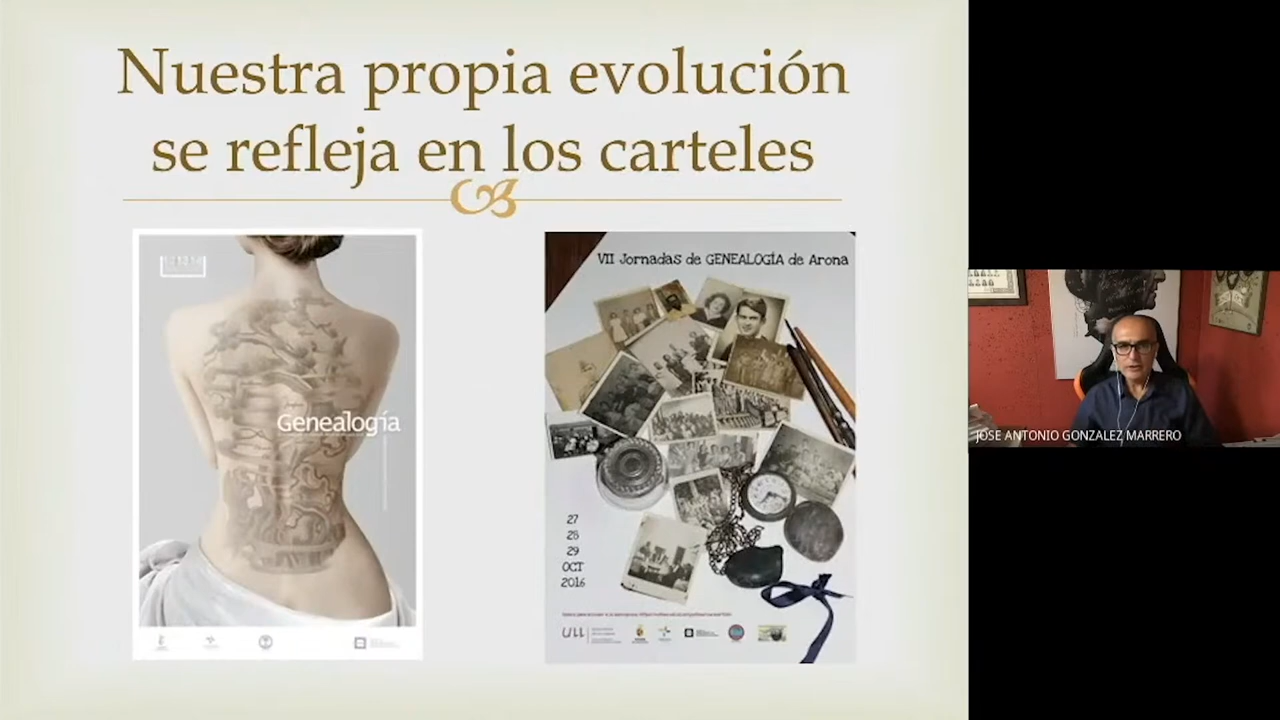 Nuestra propia evolución
se refleja en los carteles
Genealogía
VII Jornadas de GENEALOGÍA de Arona
27
28
29
OCT
2016
ULL
JOSE ANTONIO GONZALEZ MARRERO